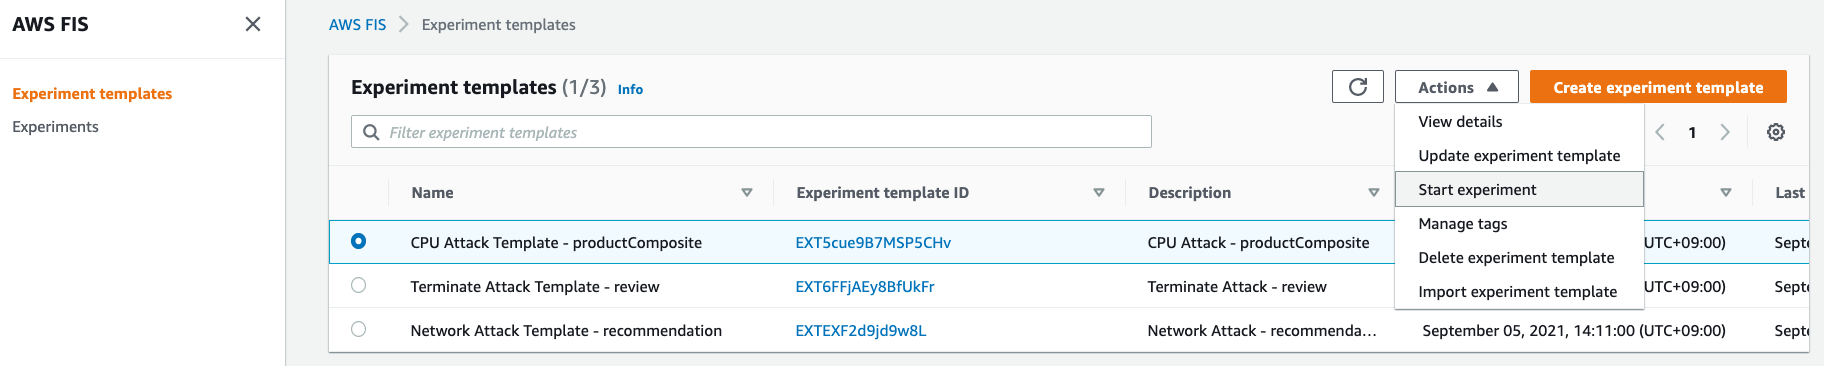 AWS FIS
Experiment templates
Experiments
AWS FIS Experiment templates
Experiment templates (1/3) Info
Actions
Create experiment template
Filter experiment templates
1
View details
Update experiment template
Start experiment
Manage tags
Delete experiment template
Import experiment template
Name Experiment template ID Description Last
CPU Attack Template - productComposite EXT5cue9B7MSP5CHv CPU Attack - productComposite UTC+09:00) Septe
Terminate Attack Template - review EXT6FFjAEy8BfUkFr Terminate Attack - review UTC+09:00) Septe
Network Attack Template - recommendation EXTEXF2d9jd9w8L Network Attack - recommenda... September 05, 2021, 14:11:00 (UTC+09:00) Septe